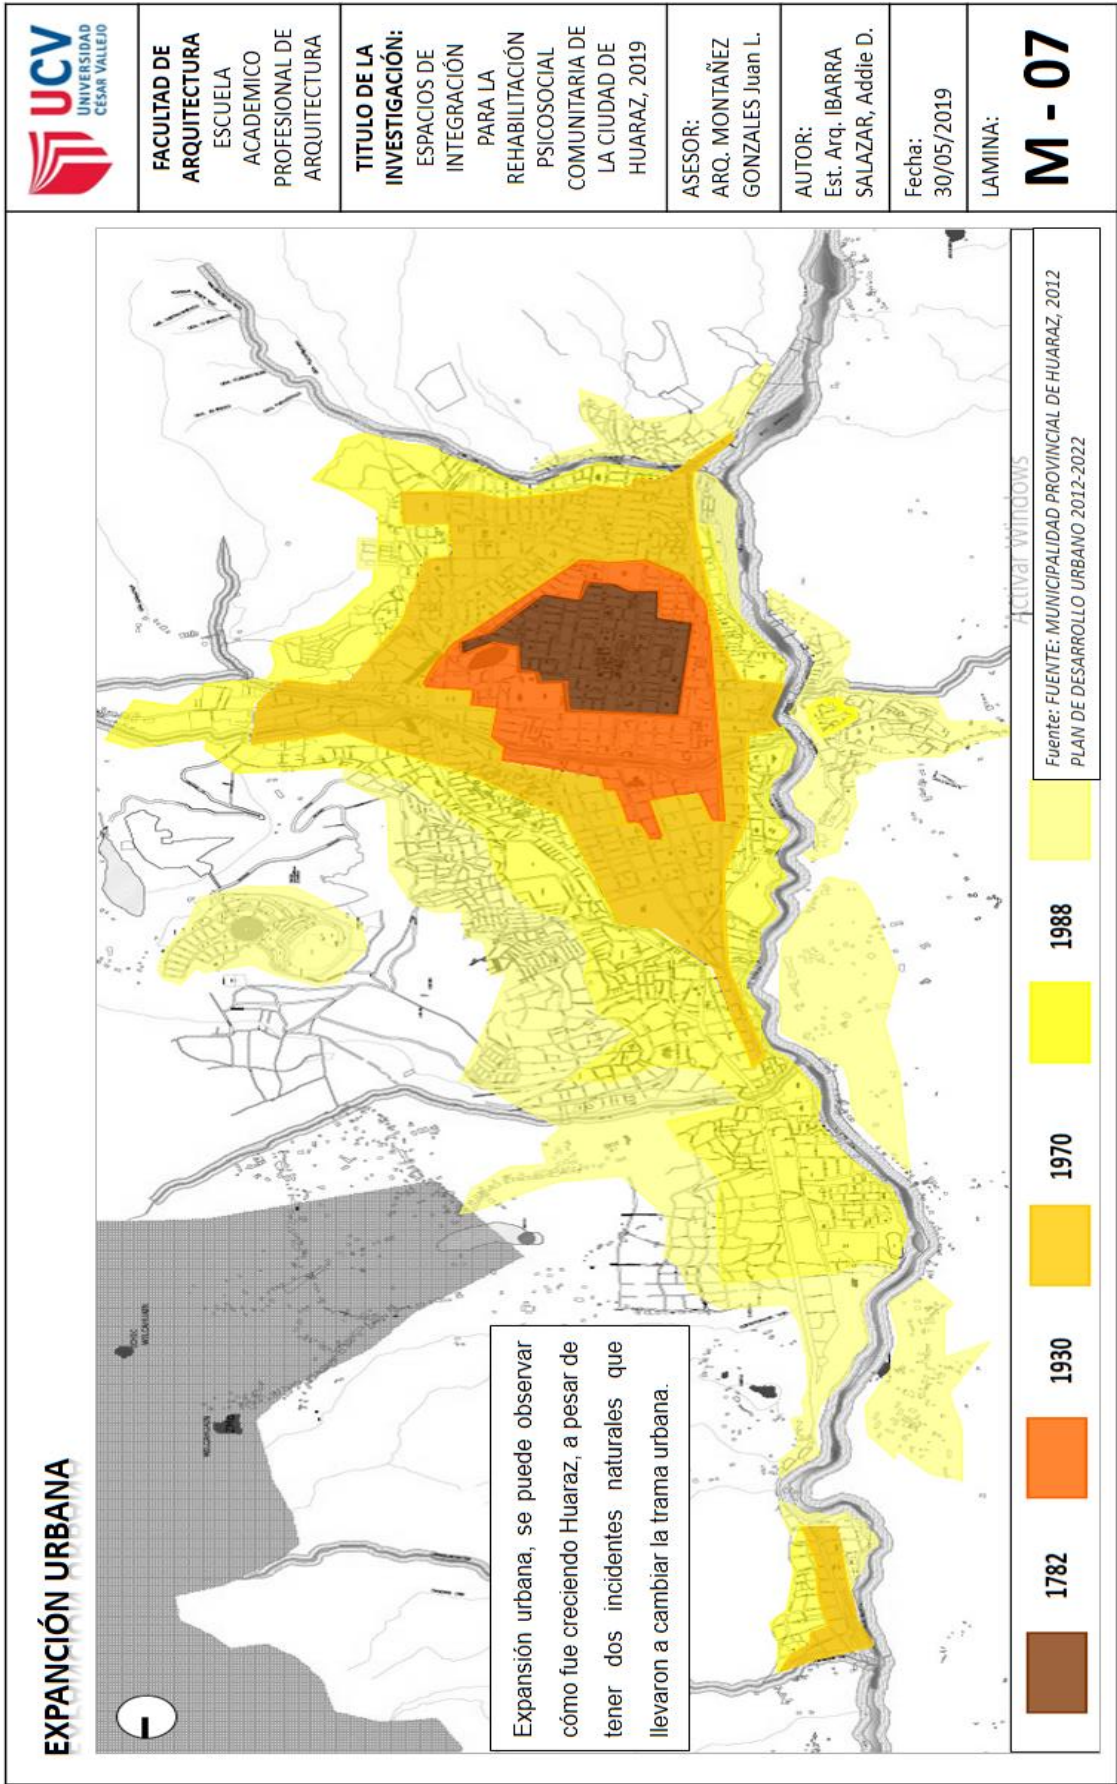 EXPANCIÓN URBANA
Expansión urbana, se puede observar
cómo fue creciendo Huaraz, a pesar de
tener dos incidentes naturales que
llevaron a cambiar la trama urbana.
1782
1930
1970
1988
Fuente: FUENTE: MUNICIPALIDAD PROVINCIAL DE HUARAZ, 2012
PLAN DE DESARROLLO URBANO 2012-2022
Activar Windows
UCV
UNIVERSIDAD
CÉSAR VALLEJO
FACULTAD DE
ARQUITECTURA
ESCUELA
ACADEMICO
PROFESIONAL DE
ARQUITECTURA
TITULO DE LA
INVESTIGACIÓN:
ESPACIOS DE
INTEGRACIÓN
PARA LA
REHABILITACIÓN
PSICOSOCIAL
COMUNITARIA DE
LA CIUDAD DE
HUARAZ, 2019
ASESOR:
ARQ. MONTAÑEZ
GONZALES Juan L.
AUTOR:
Est. Arq. IBARRA
SALAZAR, Addie D.
Fecha:
30/05/2019
LAMINA:
M - 07